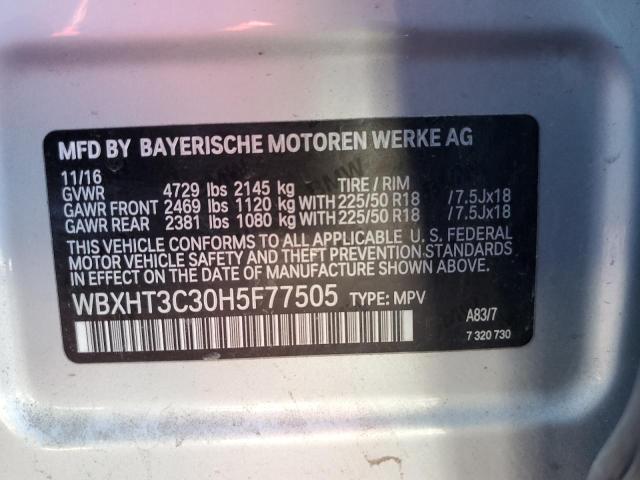 MFD BY BAYERISCHE MOTOREN WERKE AG
11/16
GVWR 4729 lbs 2145 kg TIRE / RIM
GAWR FRONT 2469 lbs 1120 kg WITH 225/50 R18 /7.5Jx18
GAWR REAR 2381 lbs 1080 kg WITH 225/50 R18 /7.5Jx18
THIS VEHICLE CONFORMS TO ALL APPLICABLE U. S. FEDERAL
MOTOR VEHICLE SAFETY AND THEFT PREVENTION STANDARDS
IN EFFECT ON THE DATE OF MANUFACTURE SHOWN ABOVE.
WBXHT3C30H5F77505 TYPE: MPV
A83/7
7 320 730